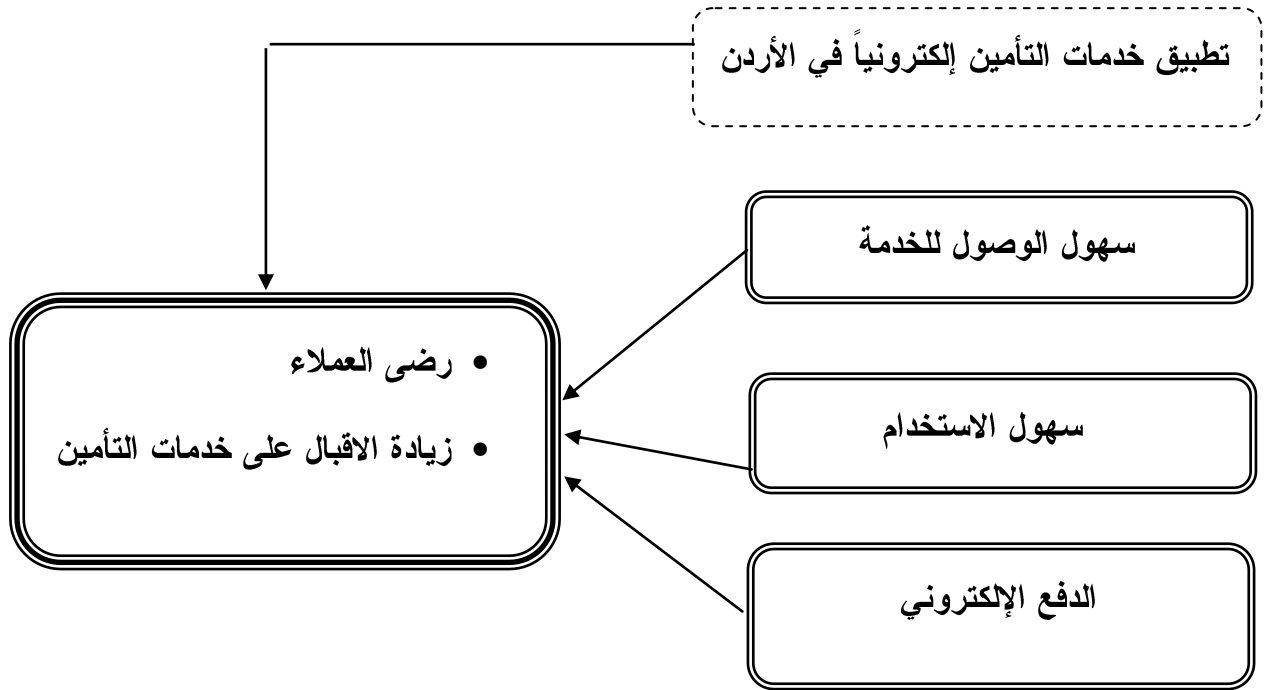 تطبيق خدمات التأمين إلكترونياً في الأردن
سهول الوصول للخدمة
• رضى العملاء
سهول الاستخدام
• زيادة الاقبال على خدمات التأمين
الدفع الإلكتروني